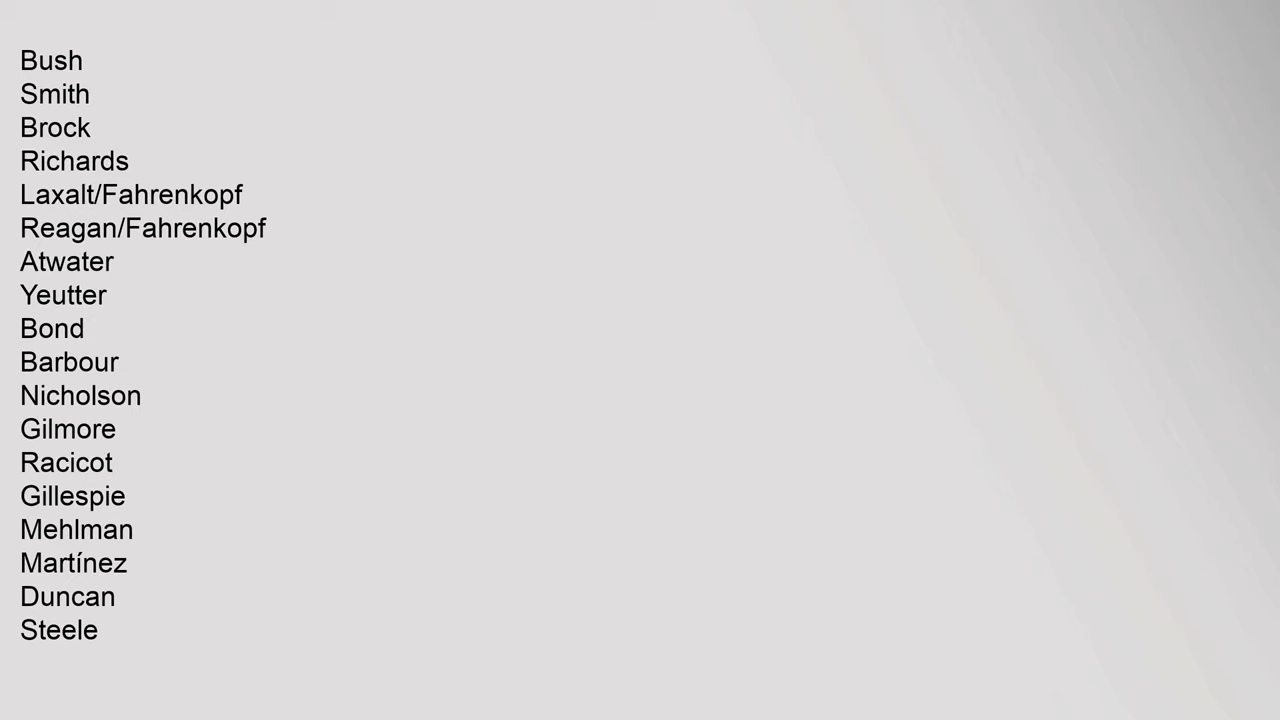 Bush
Smith
Brock
Richards
Laxalt/Fahrenkopf
Reagan/Fahrenkopf
Atwater
Yeutter
Bond
Barbour
Nicholson
Gilmore
Racicot
Gillespie
Mehlman
Martínez
Duncan
Steele